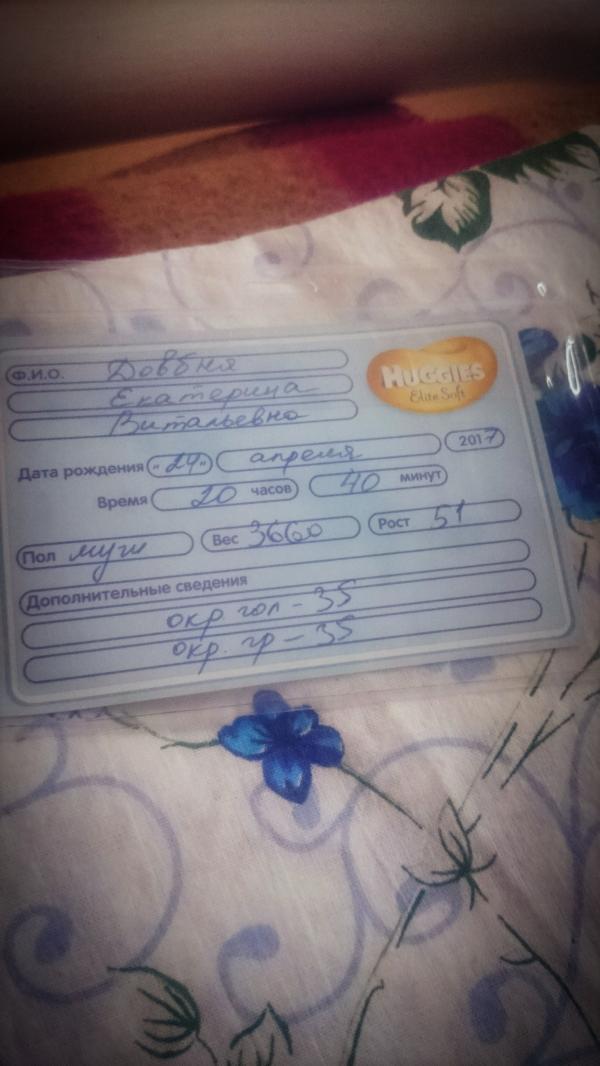 Ф.И.О. Довбня
HUGGIES
Elite Soft
Екатерина
Витальевна
Дата рождения « 24 » апреля 2017
Время 20 часов 40 минут
Пол муж Вес 3660 Рост 51
Дополнительные сведения
окр гол - 35
окр. гр - 35